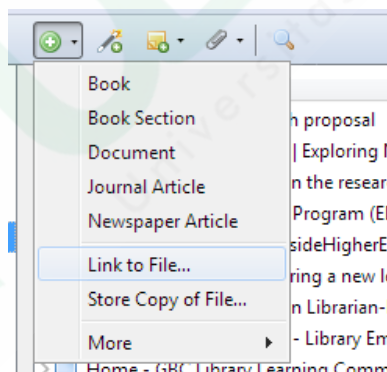 Book
Book Section
h proposal
Document
| Exploring
Journal Article
n the resear
Newspaper Article
Program (E
Link to File...
sideHigherE
ring a new l
Store Copy of File...
n Librarian-
More
- Library Em
Home - GBC Library Learning Comm